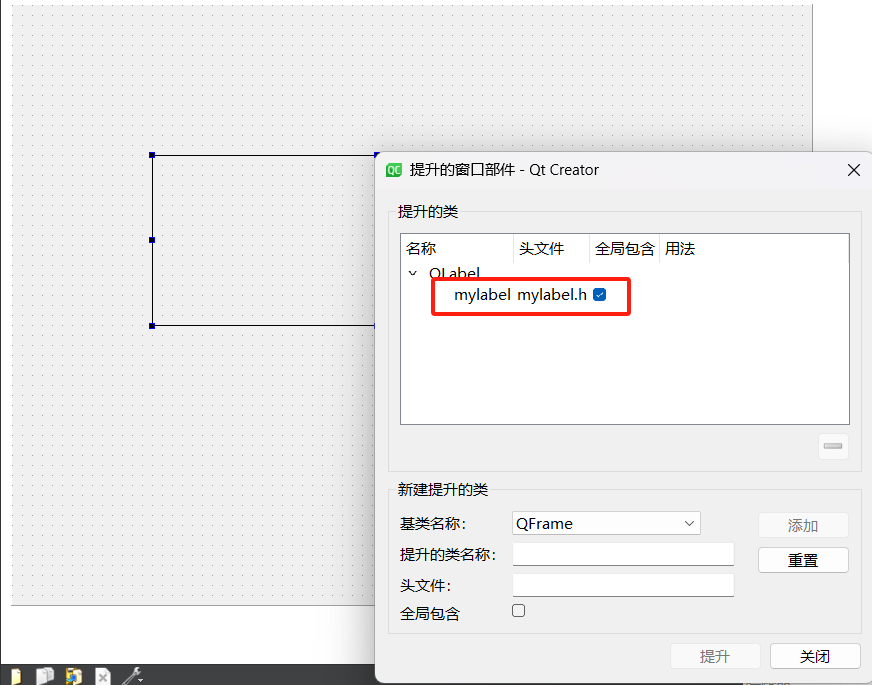 QC 提升的窗口部件 - Qt Creator
提升的类
名称 头文件 全局包含 用法
QLabel
mylabel mylabel.h
新建提升的类
基类名称： QFrame 添加
提升的类名称： 重置
头文件：
全局包含
提升 关闭